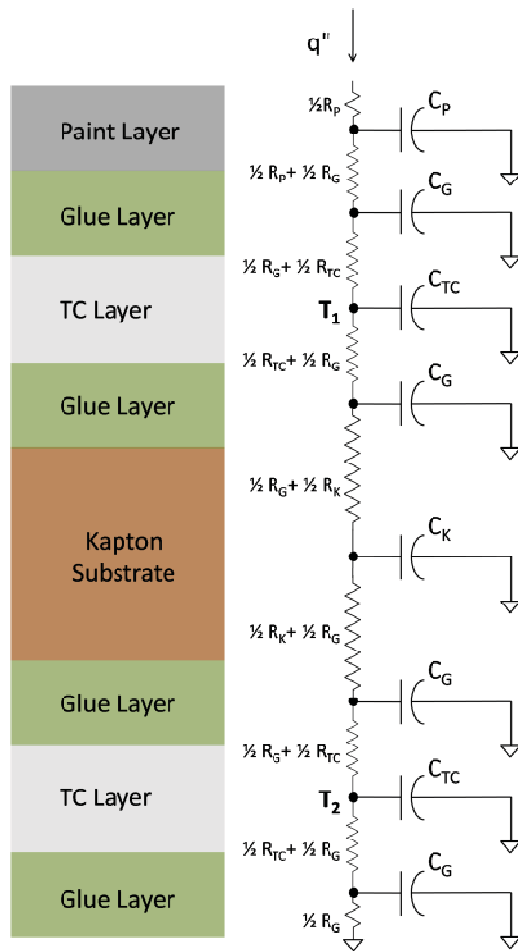 q"
½R_P
C_P
Paint Layer
½ R_P + ½ R_G
C_G
Glue Layer
½ R_G + ½ R_TC
C_TC
TC Layer
T_1
½ R_TC + ½ R_G
C_G
Glue Layer
½ R_G + ½ R_K
Kapton
Substrate
C_K
½ R_K + ½ R_G
C_G
Glue Layer
½ R_G + ½ R_TC
C_TC
TC Layer
T_2
½ R_TC + ½ R_G
C_G
Glue Layer
½ R_G